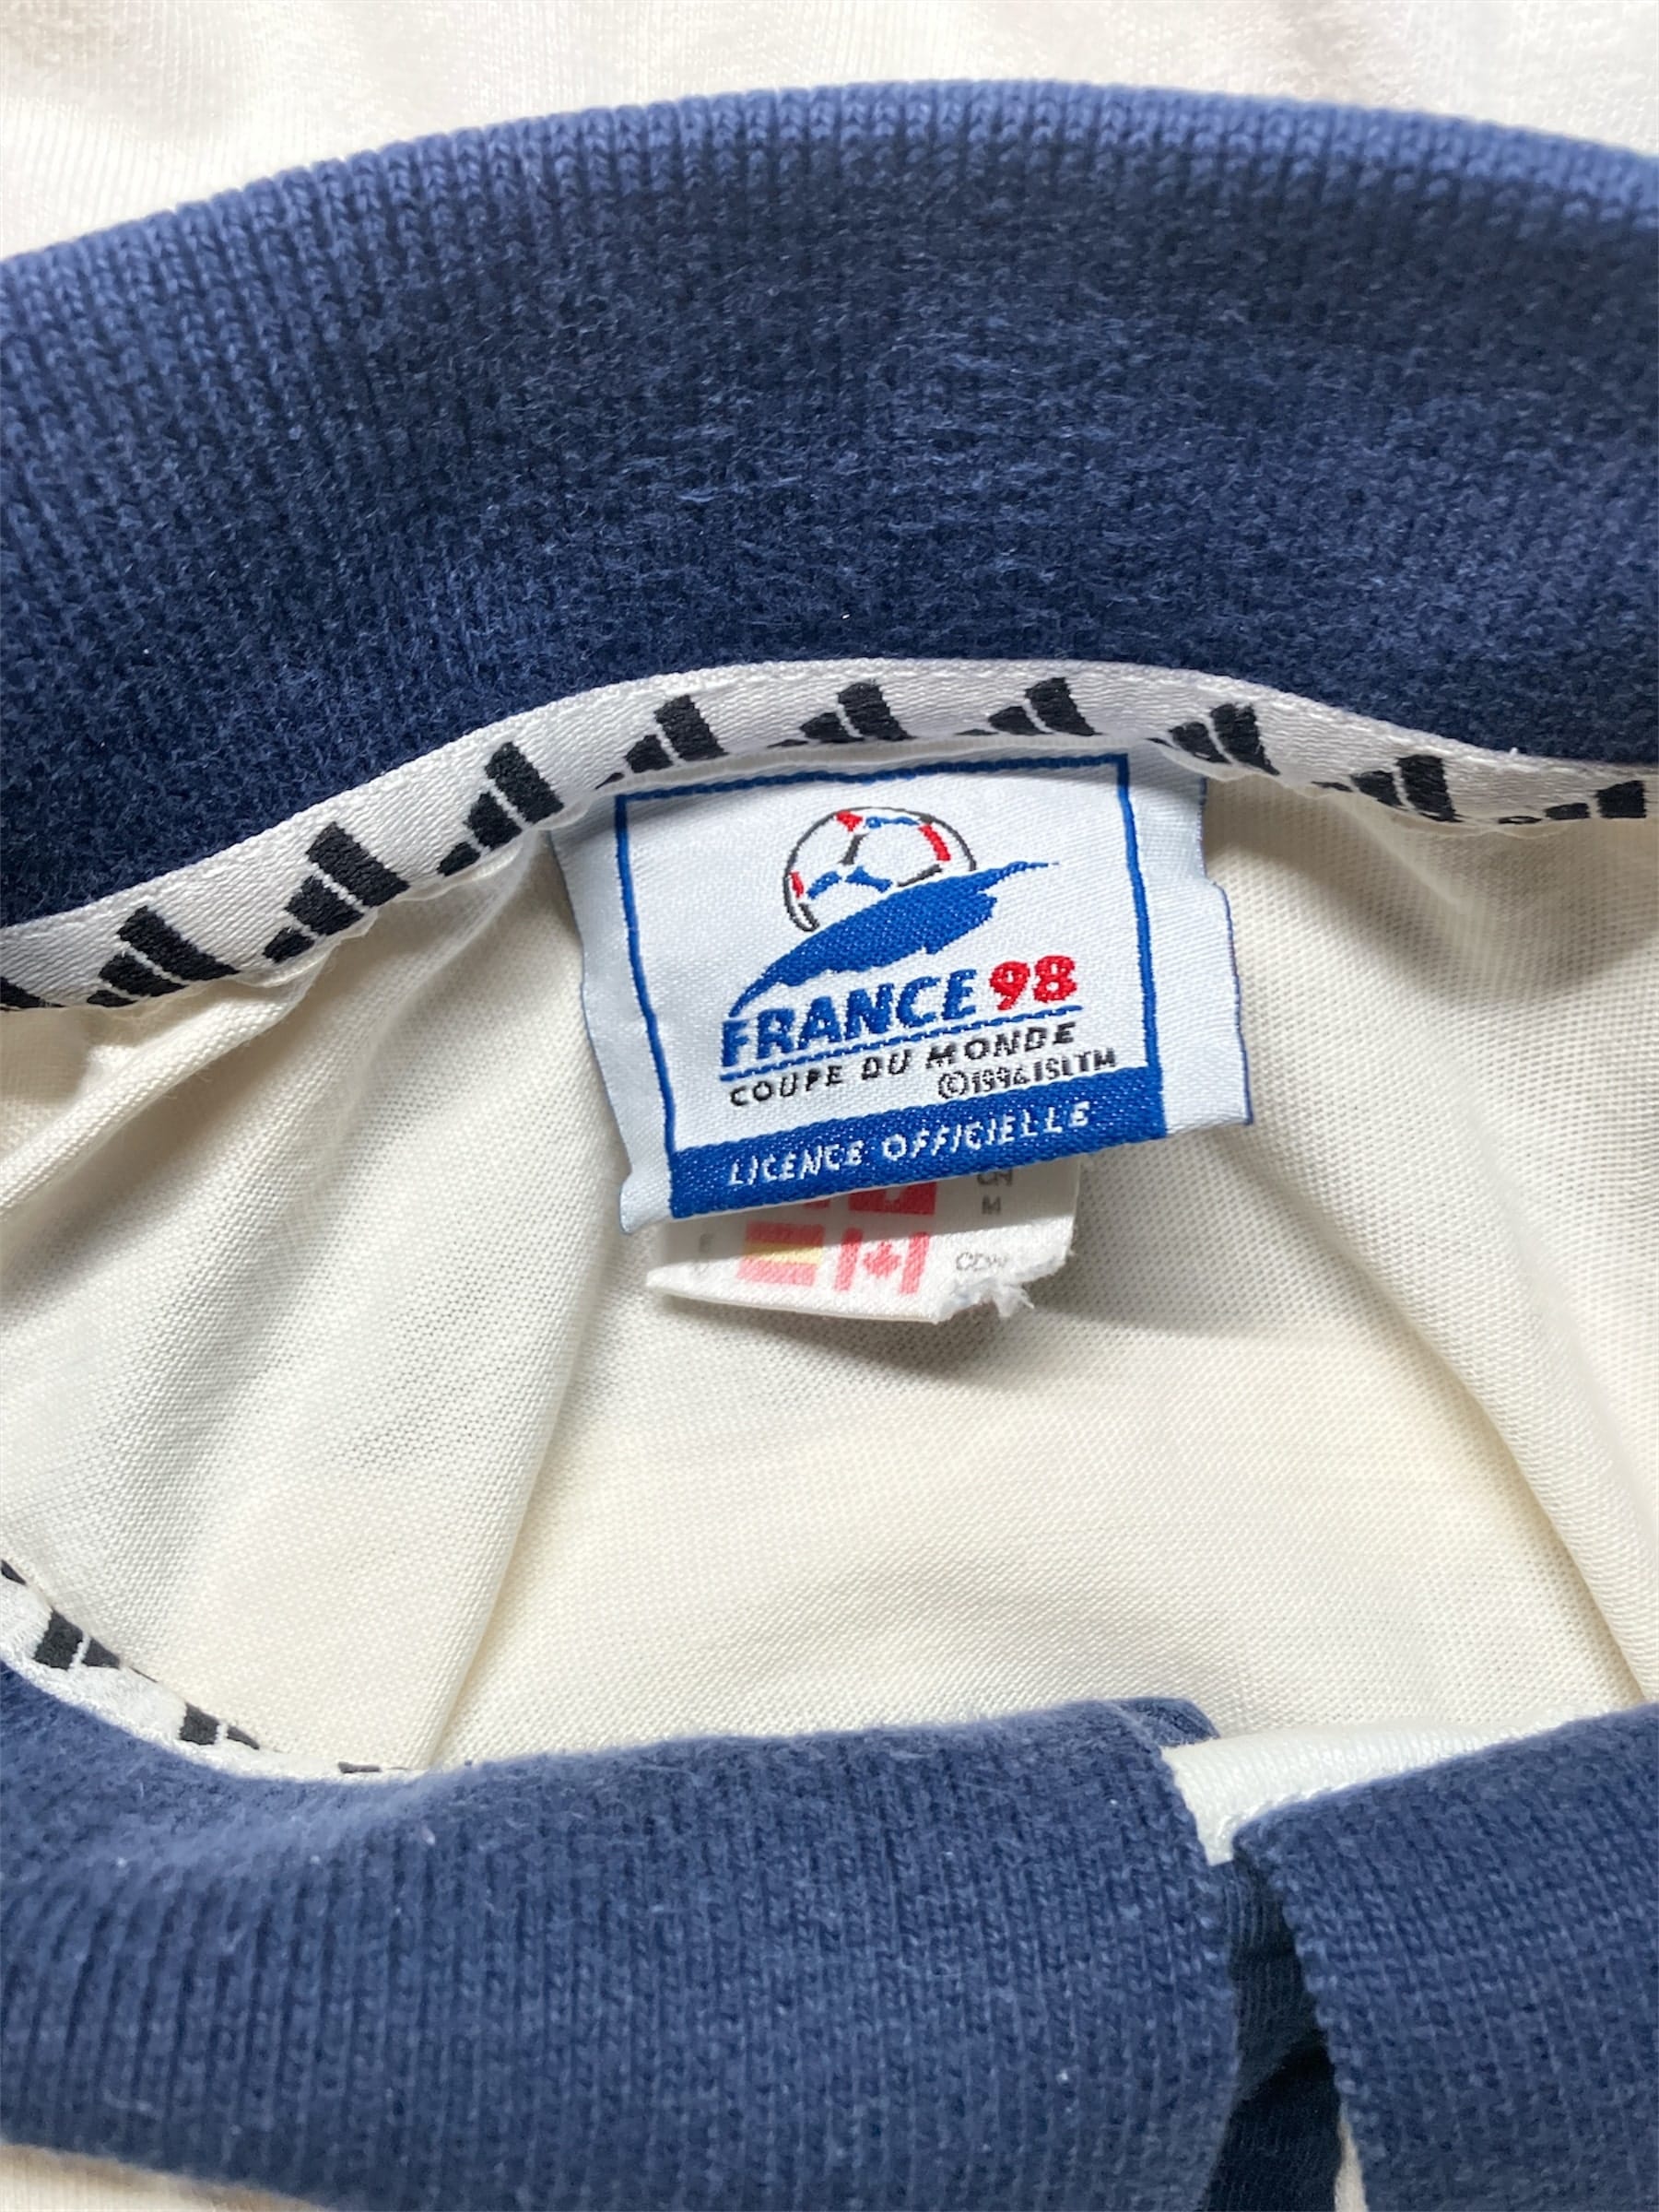 FRANCE 98
COUPE DU MONDE
©1994 ISL TM
LICENCE OFFICIELLE
M